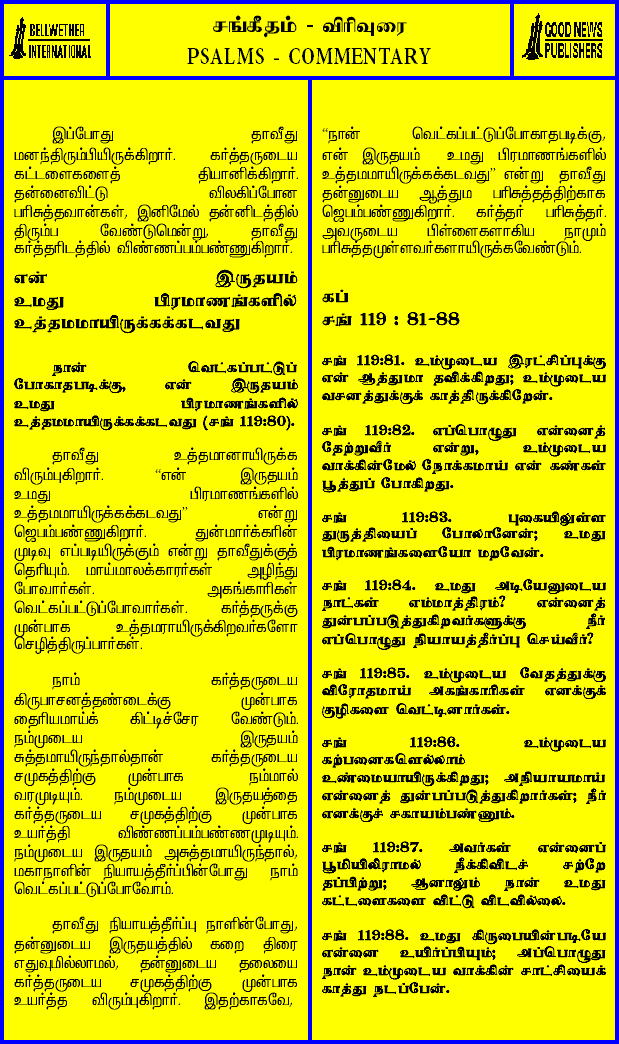 BELLWETHER
INTERNATIONAL
சங்கீதம் - விரிவுரை
PSALMS - COMMENTARY
GOOD NEWS
PUBLISHERS
இப்போது தாவீது
மனந்திரும்பியிருக்கிறார். கர்த்தருடைய
கட்டளைகளைத் தியானிக்கிறார்.
தன்னைவிட்டு விலகிப்போன
பரிசுத்தவான்கள், இனிமேல் தன்னிடத்தில்
திரும்ப வேண்டுமென்று, தாவீது
கர்த்தரிடத்தில் விண்ணப்பம்பண்ணுகிறார்.
என் இருதயம்
உமது பிரமாணங்களில்
உத்தமமாயிருக்கக்கடவது
நான் வெட்கப்பட்டுப்
போகாதபடிக்கு, என் இருதயம்
உமது பிரமாணங்களில்
உத்தமமாயிருக்கக்கடவது (சங் 119:80).
தாவீது உத்தமனாயிருக்க
விரும்புகிறார். “என் இருதயம்
உமது பிரமாணங்களில்
உத்தமமாயிருக்கக்கடவது” என்று
ஜெபம்பண்ணுகிறார். துன்மார்க்கரின்
முடிவு எப்படியிருக்கும் என்று தாவீதுக்குத்
தெரியும். மாய்மாலக்காரர்கள் அழிந்து
போவார்கள். அகங்காரிகள்
வெட்கப்பட்டுப்போவார்கள். கர்த்தருக்கு
முன்பாக உத்தமராயிருக்கிறவர்களோ
செழித்திருப்பார்கள்.
நாம் கர்த்தருடைய
கிருபாசனத்தண்டைக்கு முன்பாக
தைரியமாய்க் கிட்டிச்சேர வேண்டும்.
நம்முடைய இருதயம்
சுத்தமாயிருந்தால்தான் கர்த்தருடைய
சமுகத்திற்கு முன்பாக நம்மால்
வரமுடியும். நம்முடைய இருதயத்தை
கர்த்தருடைய சமுகத்திற்கு முன்பாக
உயர்த்தி விண்ணப்பம்பண்ணமுடியும்.
நம்முடைய இருதயம் அசுத்தமாயிருந்தால்,
மகாநாளின் நியாயத்தீர்ப்பின்போது நாம்
வெட்கப்பட்டுப்போவோம்.
தாவீது நியாயத்தீர்ப்பு நாளின்போது,
தன்னுடைய இருதயத்தில் கறை திரை
எதுவுமில்லாமல், தன்னுடைய தலையை
கர்த்தருடைய சமுகத்திற்கு முன்பாக
உயர்த்த விரும்புகிறார். இதற்காகவே,
“நான் வெட்கப்பட்டுப்போகாதபடிக்கு,
என் இருதயம் உமது பிரமாணங்களில்
உத்தமமாயிருக்கக்கடவது” என்று தாவீது
தன்னுடைய ஆத்தும பரிசுத்தத்திற்காக
ஜெபம்பண்ணுகிறார். கர்த்தர் பரிசுத்தர்.
அவருடைய பிள்ளைகளாகிய நாமும்
பரிசுத்தமுள்ளவர்களாயிருக்கவேண்டும்.
கப்
சங் 119 : 81-88
சங் 119:81. உம்முடைய இரட்சிப்புக்கு
என் ஆத்துமா தவிக்கிறது; உம்முடைய
வசனத்துக்குக் காத்திருக்கிறேன்.
சங் 119:82. எப்பொழுது என்னைத்
தேற்றுவீர் என்று, உம்முடைய
வாக்கின்மேல் நோக்கமாய் என் கண்கள்
பூத்துப் போகிறது.
சங் 119:83. புகையிலுள்ள
துருத்தியைப் போலானேன்; உமது
பிரமாணங்களையோ மறவேன்.
சங் 119:84. உமது அடியேனுடைய
நாட்கள் எம்மாத்திரம்? என்னைத்
துன்பப்படுத்துகிறவர்களுக்கு நீர்
எப்பொழுது நியாயத்தீர்ப்பு செய்வீர்?
சங் 119:85. உம்முடைய வேதத்துக்கு
விரோதமாய் அகங்காரிகள் எனக்குக்
குழிகளை வெட்டினார்கள்.
சங் 119:86. உம்முடைய
கற்பனைகளெல்லாம்
உண்மையாயிருக்கிறது; அநியாயமாய்
என்னைத் துன்பப்படுத்துகிறார்கள்; நீர்
எனக்குச் சகாயம்பண்ணும்.
சங் 119:87. அவர்கள் என்னைப்
பூமியிலிராமல் நீக்கிவிடச் சற்றே
தப்பிற்று; ஆனாலும் நான் உமது
கட்டளைகளை விட்டு விடவில்லை.
சங் 119:88. உமது கிருபையின்படியே
என்னை உயிர்ப்பியும்; அப்பொழுது
நான் உம்முடைய வாக்கின் சாட்சியைக்
காத்து நடப்பேன்.